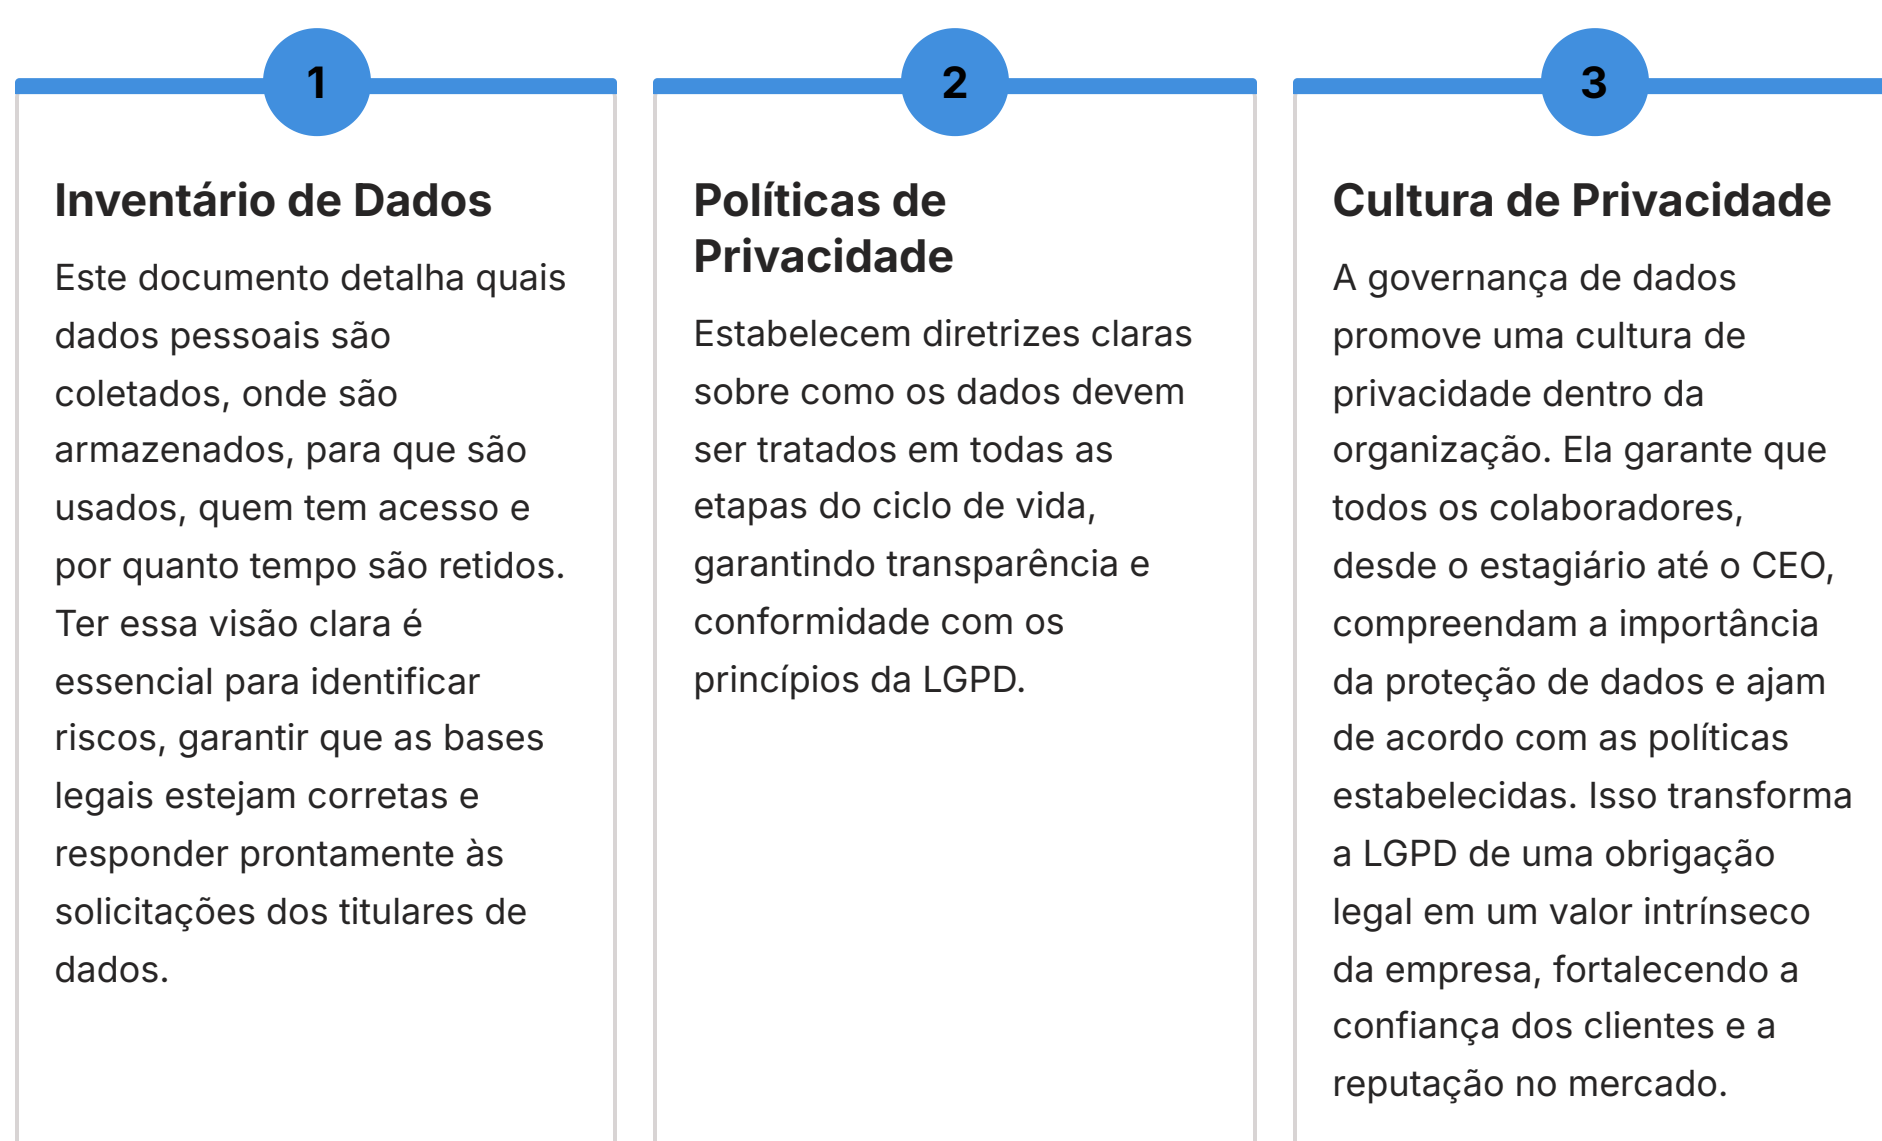 1
Inventário de Dados
Este documento detalha quais
dados pessoais são
coletados, onde são
armazenados, para que são
usados, quem tem acesso e
por quanto tempo são retidos.
Ter essa visão clara é
essencial para identificar
riscos, garantir que as bases
legais estejam corretas e
responder prontamente às
solicitações dos titulares de
dados.
2
Políticas de
Privacidade
Estabelecem diretrizes claras
sobre como os dados devem
ser tratados em todas as
etapas do ciclo de vida,
garantindo transparência e
conformidade com os
princípios da LGPD.
3
Cultura de Privacidade
A governança de dados
promove uma cultura de
privacidade dentro da
organização. Ela garante que
todos os colaboradores,
desde o estagiário até o CEO,
compreendam a importância
da proteção de dados e ajam
de acordo com as políticas
estabelecidas. Isso transforma
a LGPD de uma obrigação
legal em um valor intrínseco
da empresa, fortalecendo a
confiança dos clientes e a
reputação no mercado.